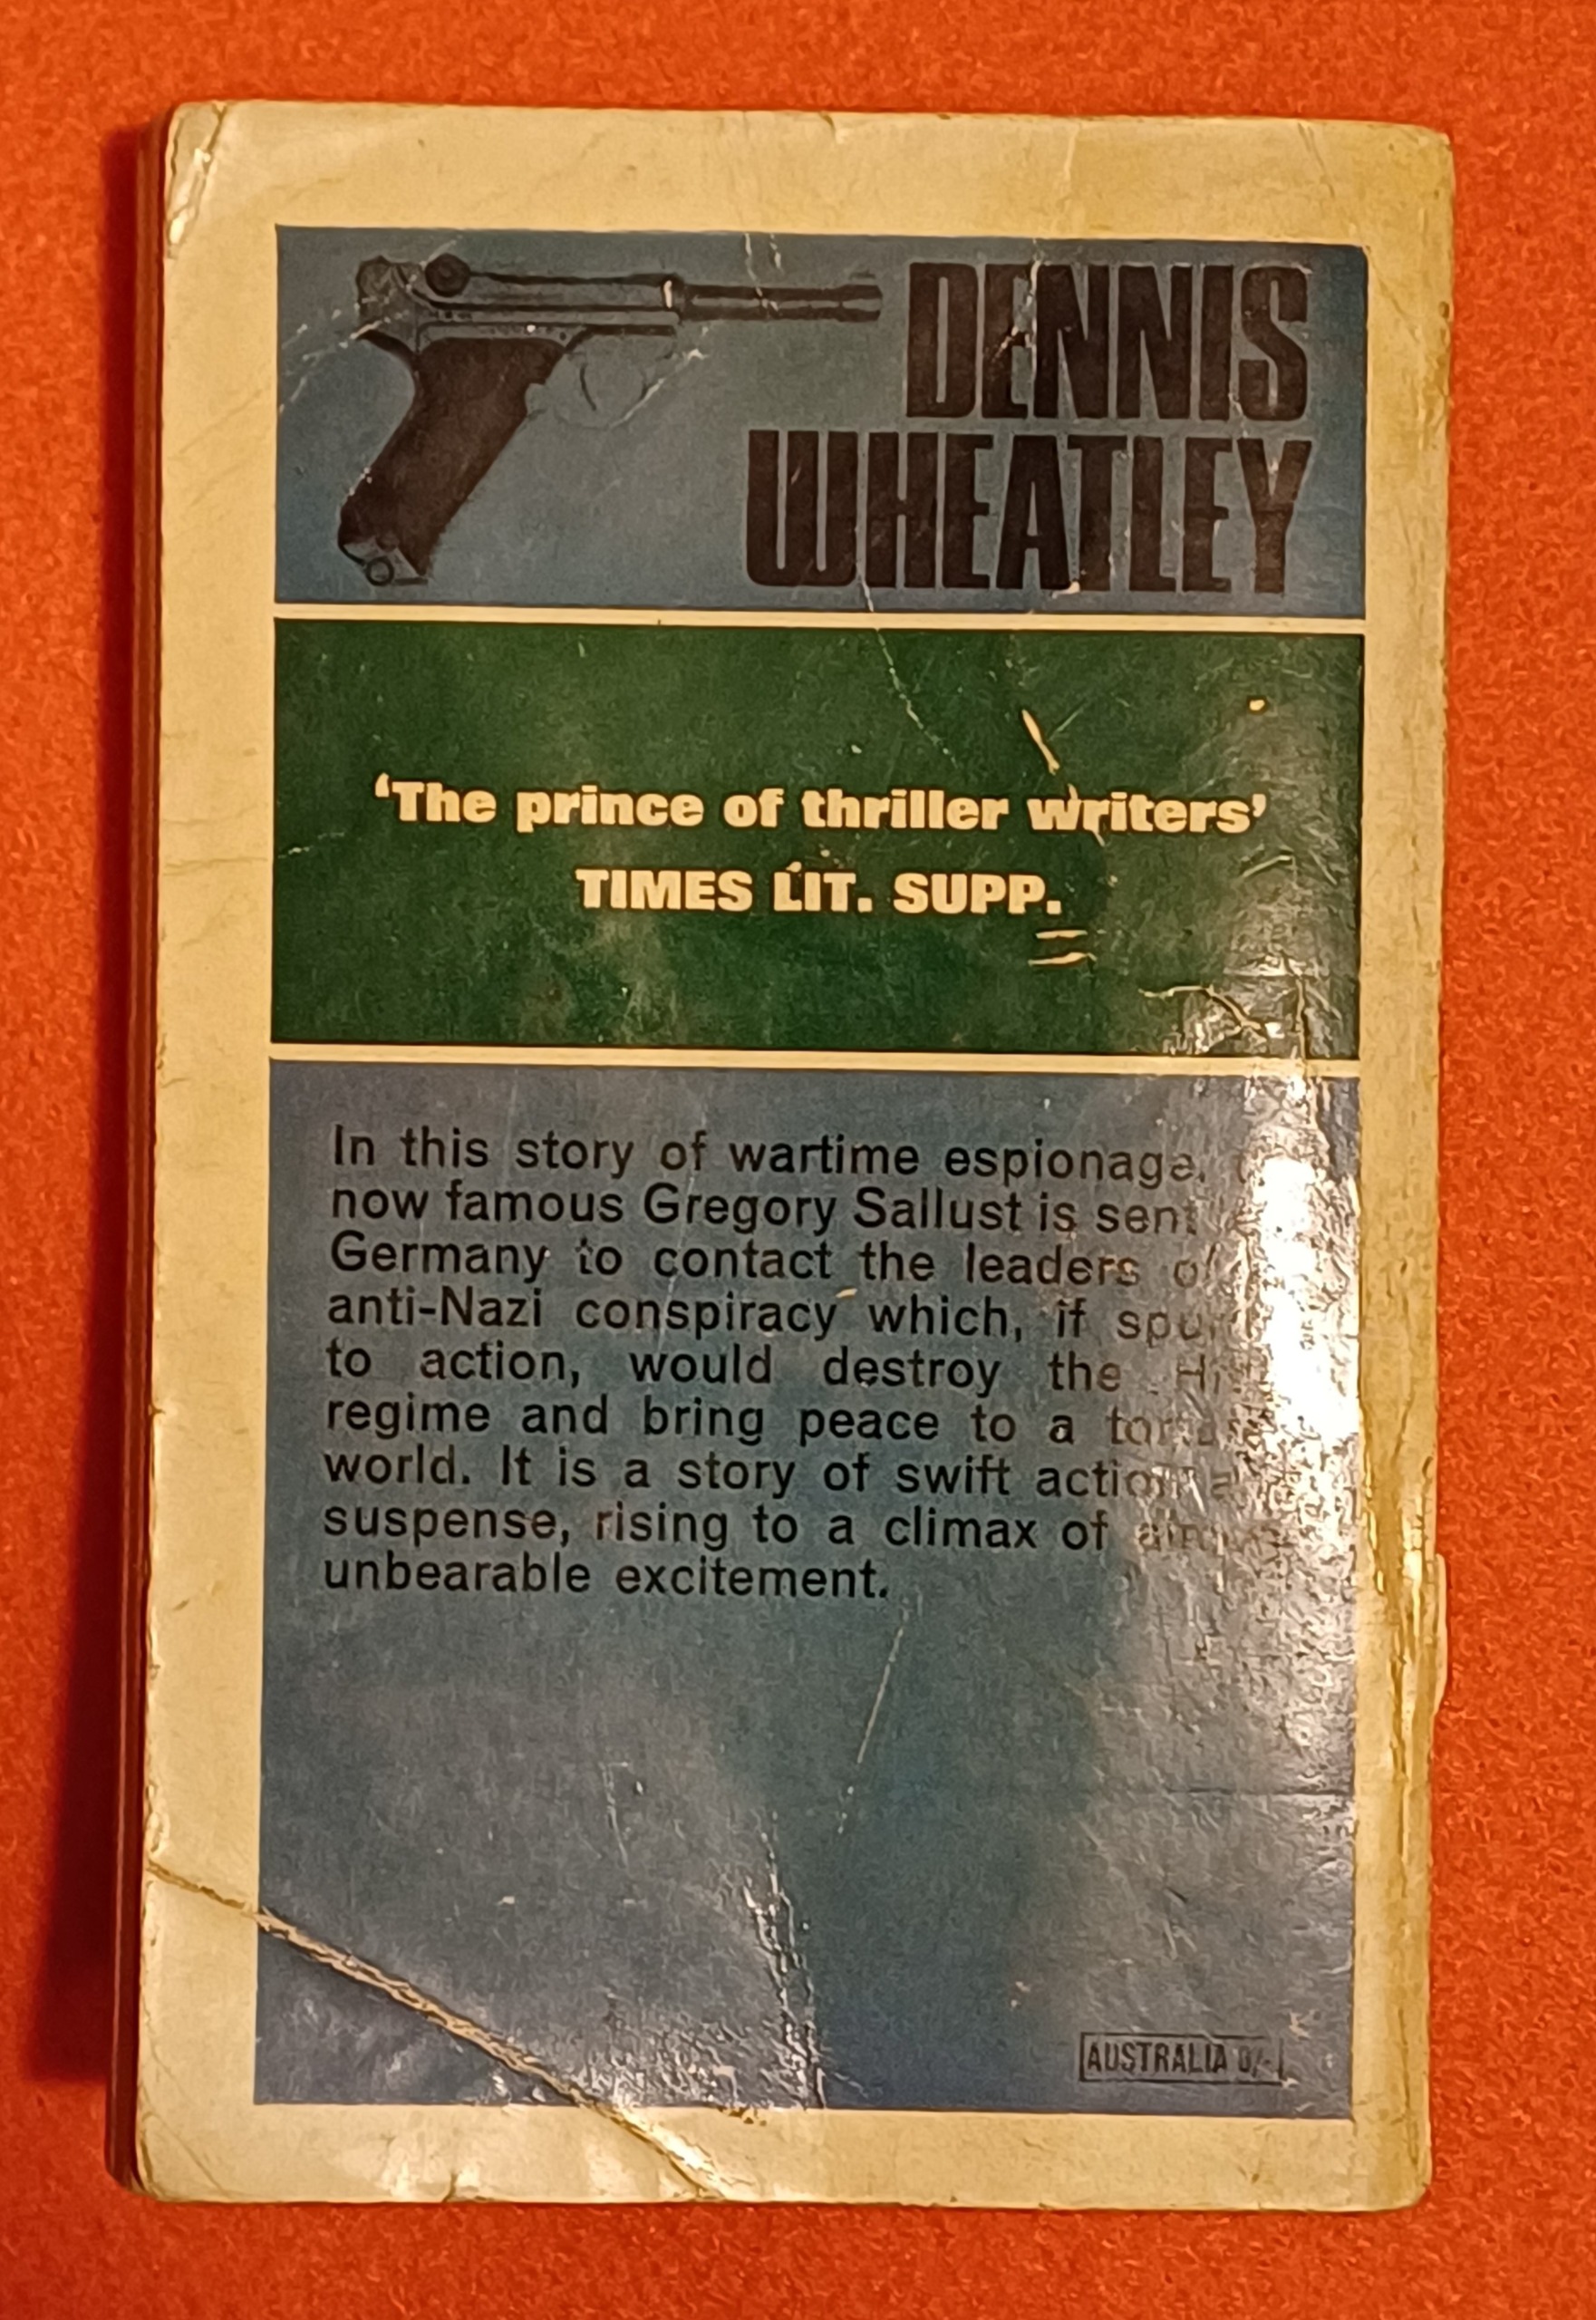 DENNIS
WHEATLEY
‘The prince of thriller writers’
TIMES LIT. SUPP.
In this story of wartime espionage,
now famous Gregory Sallust is sent
Germany to contact the leaders
anti-Nazi conspiracy which, if
to action, would destroy the
regime and bring peace to a
world. It is a story of swift action
suspense, rising to a climax of
unbearable excitement.
AUSTRALIA